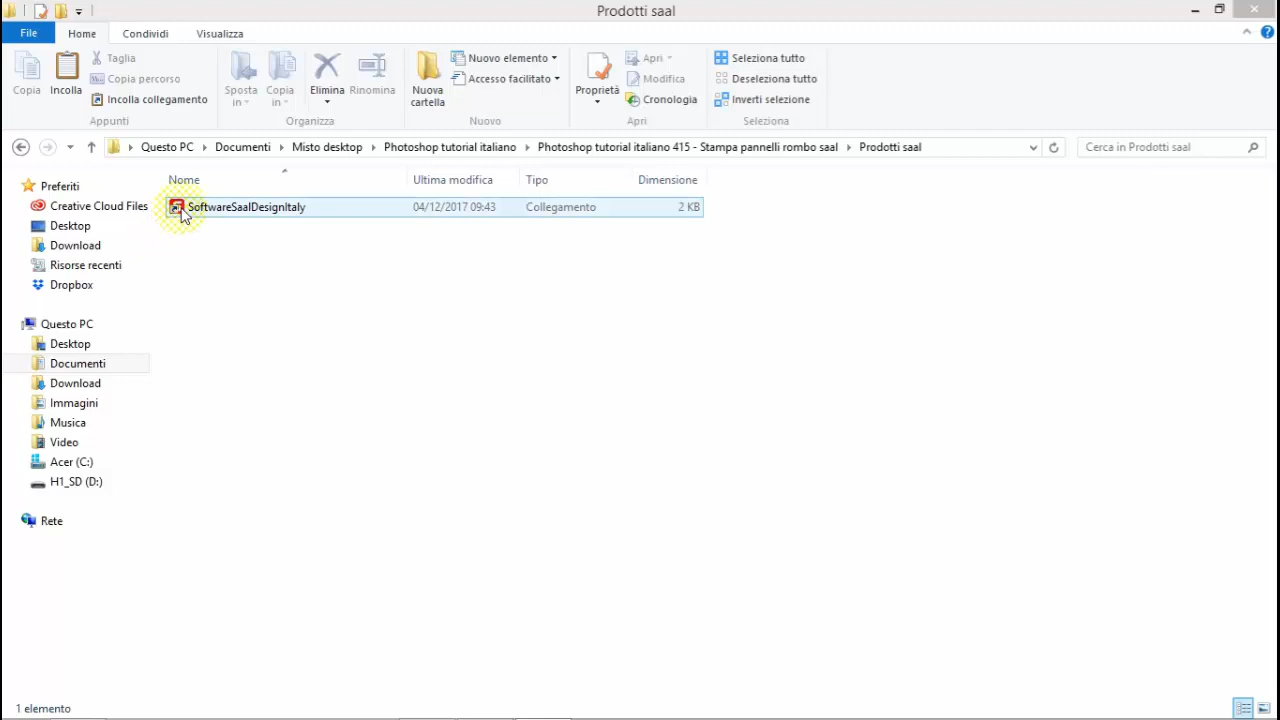 Prodotti saal
File Home Condividi Visualizza
Copia
Incolla
Taglia
Copia percorso
Incolla collegamento
Appunti
Sposta in
Copia in
Elimina
Rinomina
Organizza
Nuova cartella
Nuovo elemento
Accesso facilitato
Nuovo
Proprietà
Apri
Modifica
Cronologia
Apri
Seleziona tutto
Deseleziona tutto
Inverti selezione
Seleziona
Questo PC Documenti Misto desktop Photoshop tutorial italiano Photoshop tutorial italiano 415 - Stampa pannelli rombo saal Prodotti saal
Cerca in Prodotti saal
Nome Ultima modifica Tipo Dimensione
SoftwareSaalDesignItaly 04/12/2017 09:43 Collegamento 2 KB
Preferiti
Creative Cloud Files
Desktop
Download
Risorse recenti
Dropbox
Questo PC
Desktop
Documenti
Download
Immagini
Musica
Video
Acer (C:)
H1_SD (D:)
Rete
1 elemento